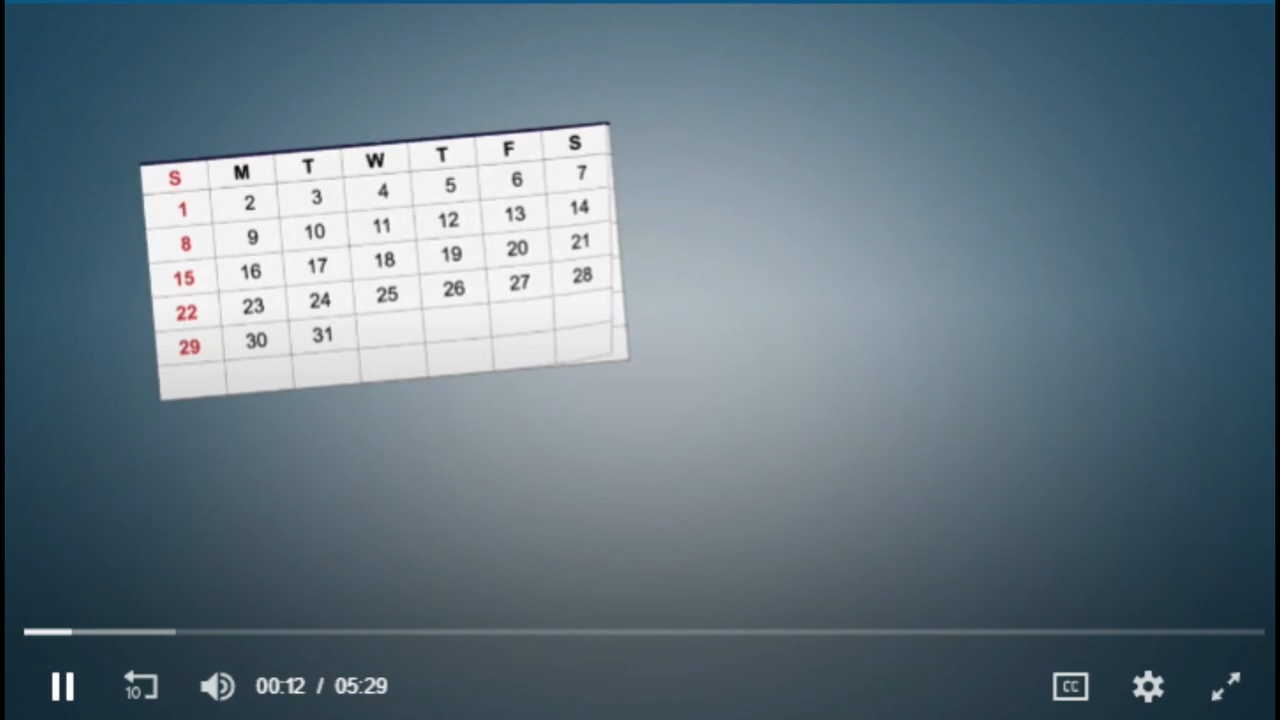 S M T W T F S
1 2 3 4 5 6 7
8 9 10 11 12 13 14
15 16 17 18 19 20 21
22 23 24 25 26 27 28
29 30 31
10 00:12 / 05:29 CC